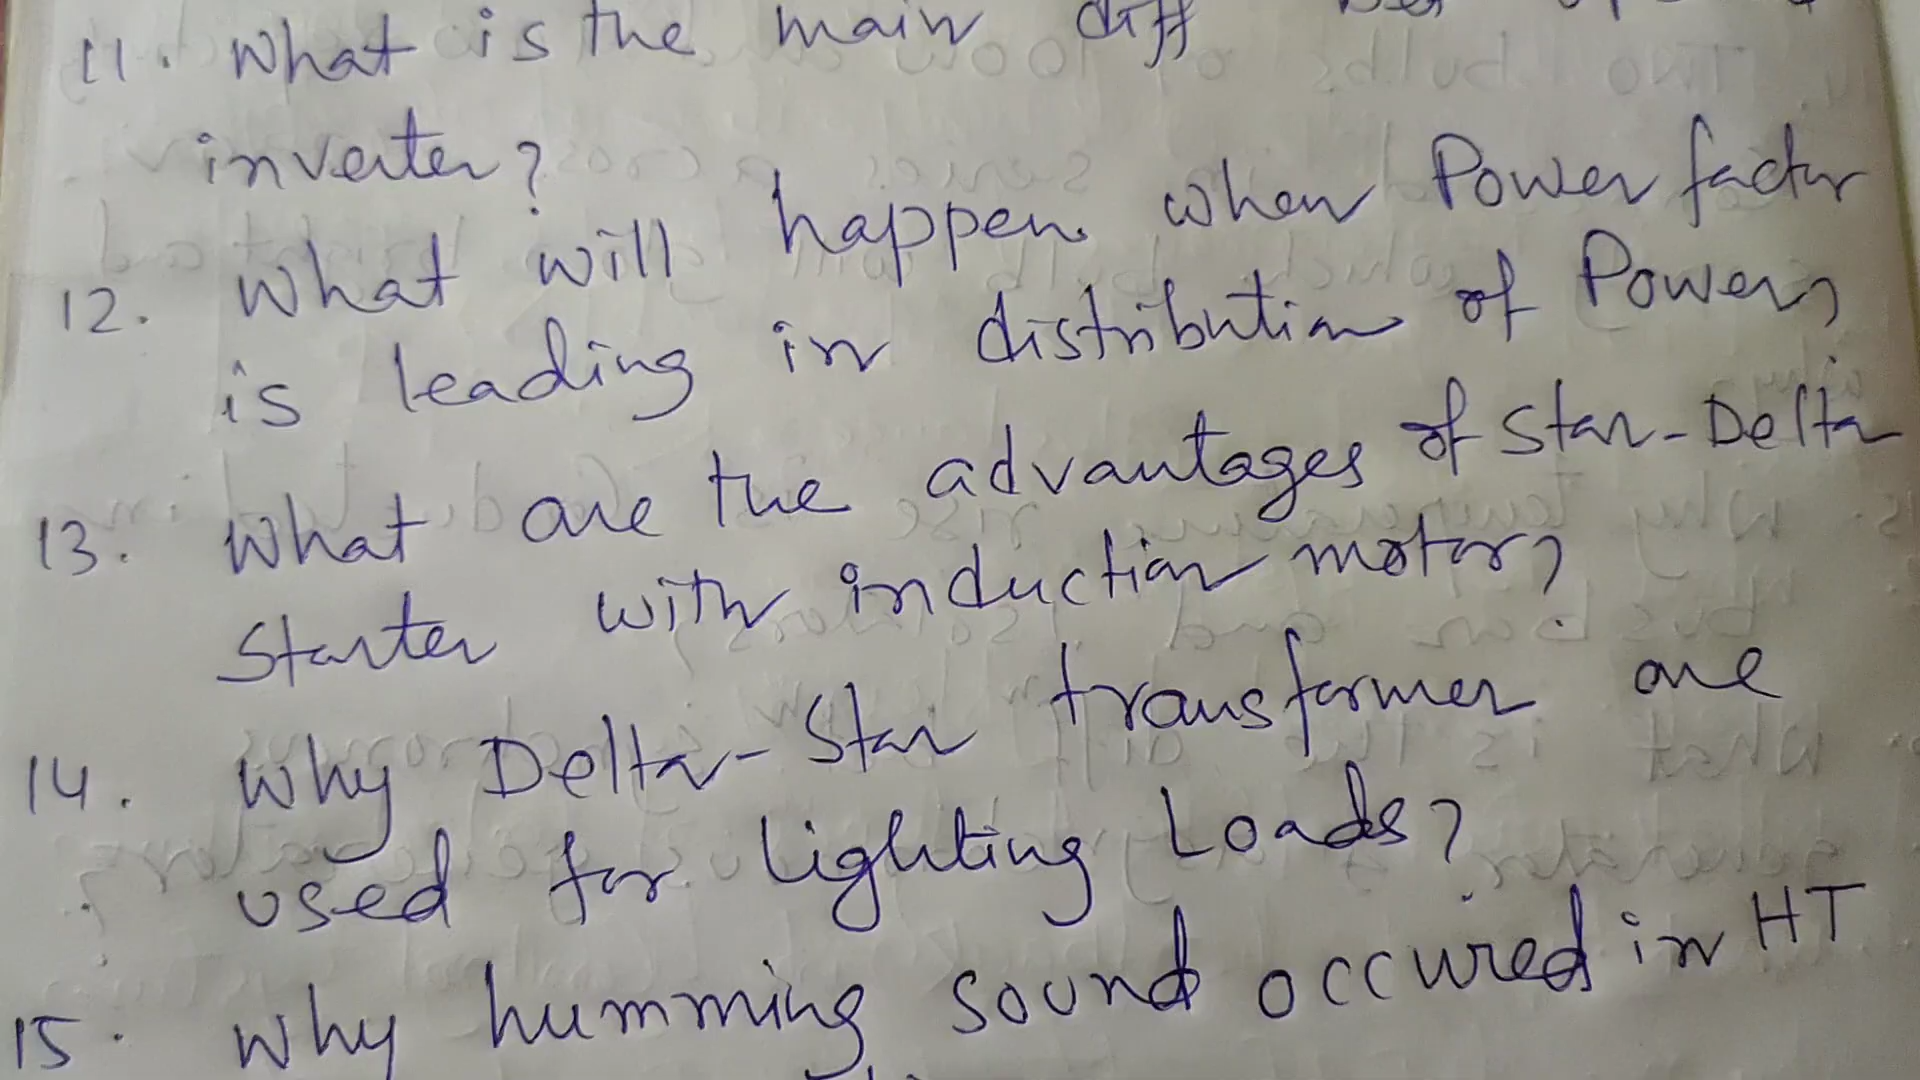 11. What is the main diff
inverter?
12. What will happen when Power factor
is leading in distribution of Power?
13. What are the advantages of Star-Delta
Starter with induction motor?
14. Why Delta-Star transformer are
used for Lighting Loads?
15. Why humming sound occured in HT